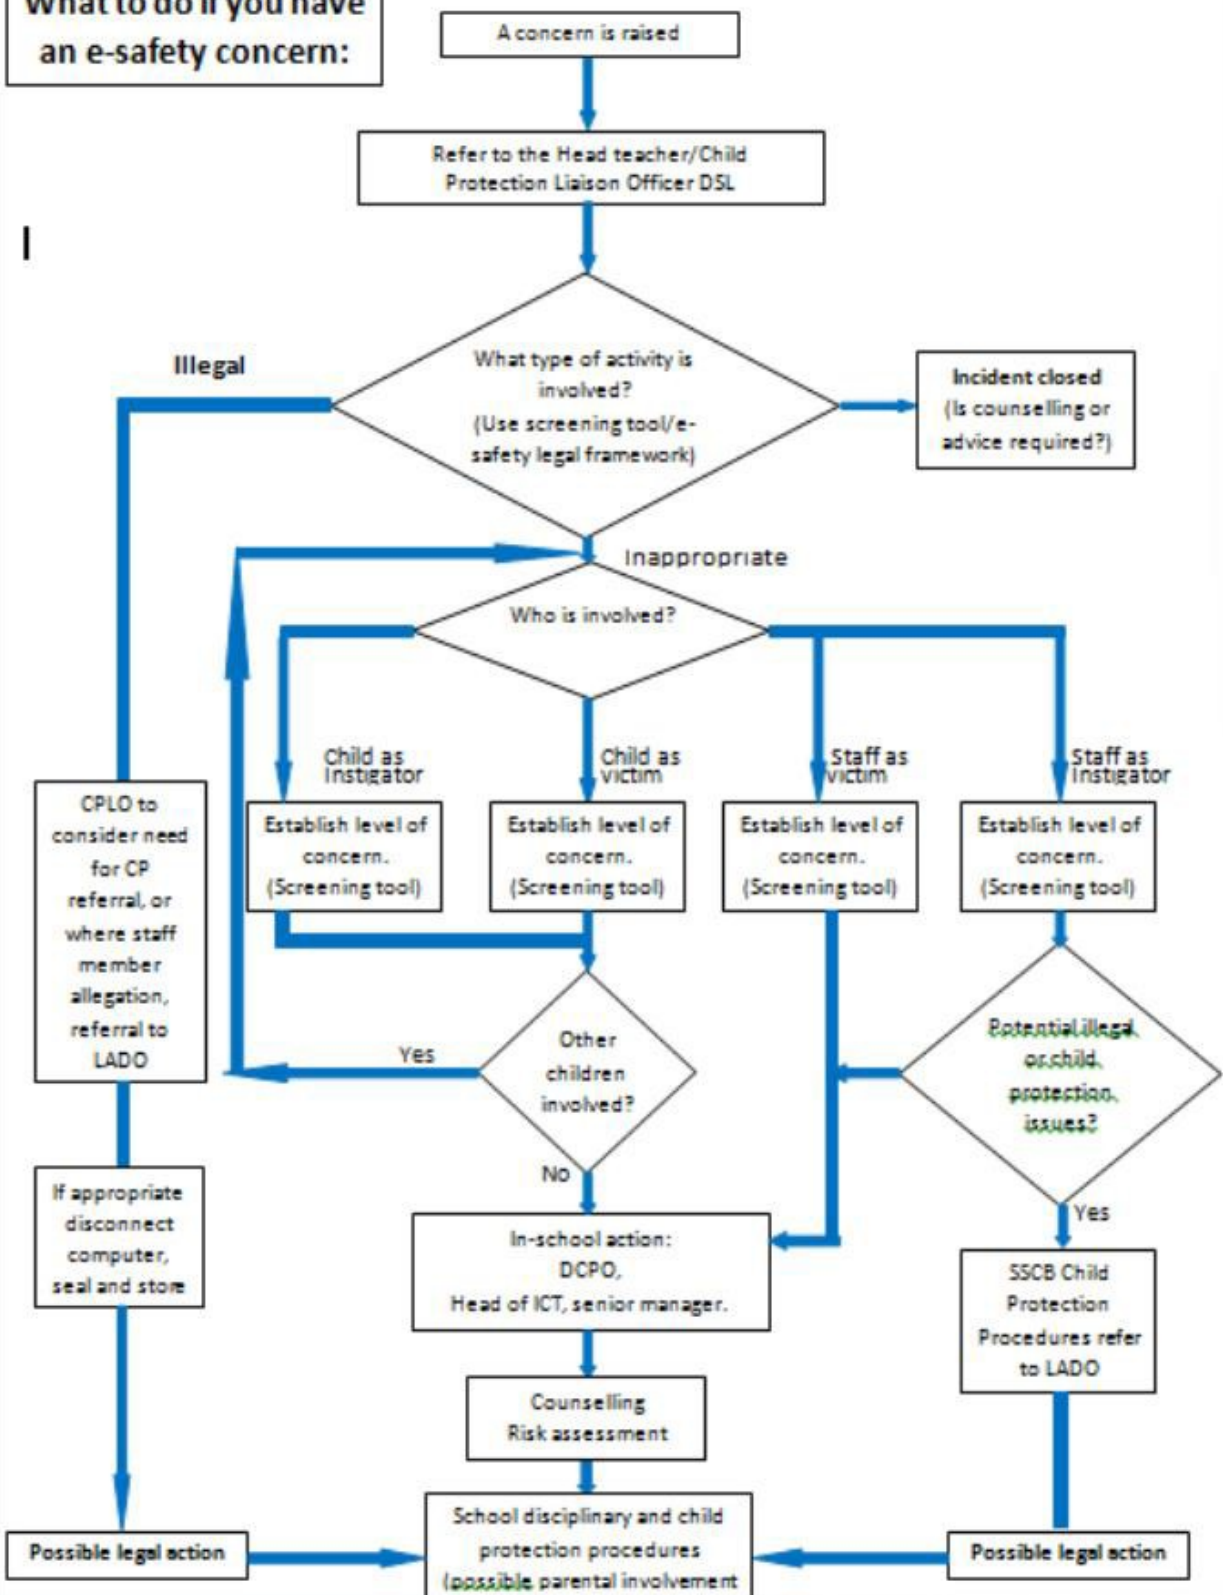 What to do if you have
an e-safety concern:
A concern is raised
Refer to the Head teacher/Child
Protection Liaison Officer DSL
What type of activity is
involved?
(Use screening tool/e-
safety legal framework)
Illegal
Incident closed
(Is counselling or
advice required?)
Inappropriate
Who is involved?
Child as
Instigator
Child as
victim
Staff as
victim
Staff as
Instigator
CPLO to
consider need
for CP
referral, or
where staff
member
allegation,
referral to
LADO
Establish level of
concern.
(Screening tool)
Establish level of
concern.
(Screening tool)
Establish level of
concern.
(Screening tool)
Establish level of
concern.
(Screening tool)
Other
children
involved?
Yes
No
Potential illegal
or child
protection
issues?
Yes
If appropriate
disconnect
computer,
seal and store
In-school action:
DCPO,
Head of ICT, senior manager.
SSCB Child
Protection
Procedures refer
to LADO
Counselling
Risk assessment
Possible legal action
School disciplinary and child
protection procedures
(possible parental involvement
Possible legal action